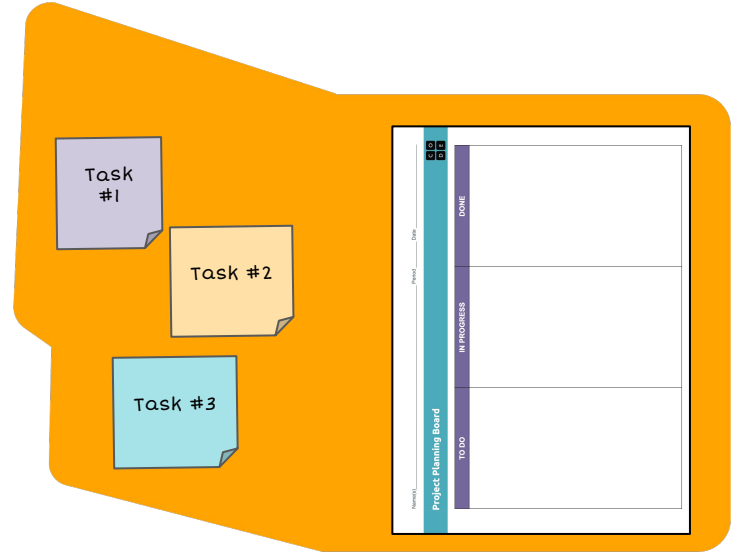 Task
#1
Task #2
Task #3
Name(s) Period Date
Project Planning Board
C O
D E
TO DO IN PROGRESS DONE